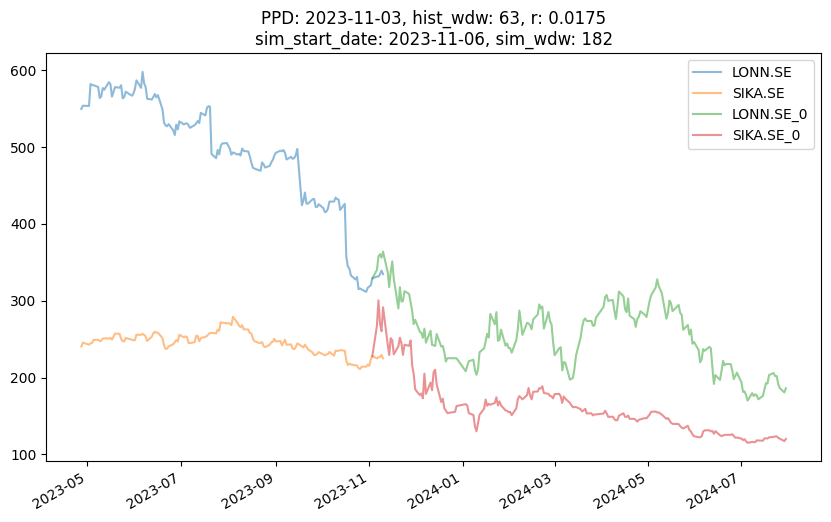 PPD: 2023-11-03, hist_wdw: 63, r: 0.0175
sim_start_date: 2023-11-06, sim_wdw: 182
LONN.SE
SIKA.SE
LONN.SE_0
SIKA.SE_0
600
500
400
300
200
100
2023-05
2023-07
2023-09
2023-11
2024-01
2024-03
2024-05
2024-07